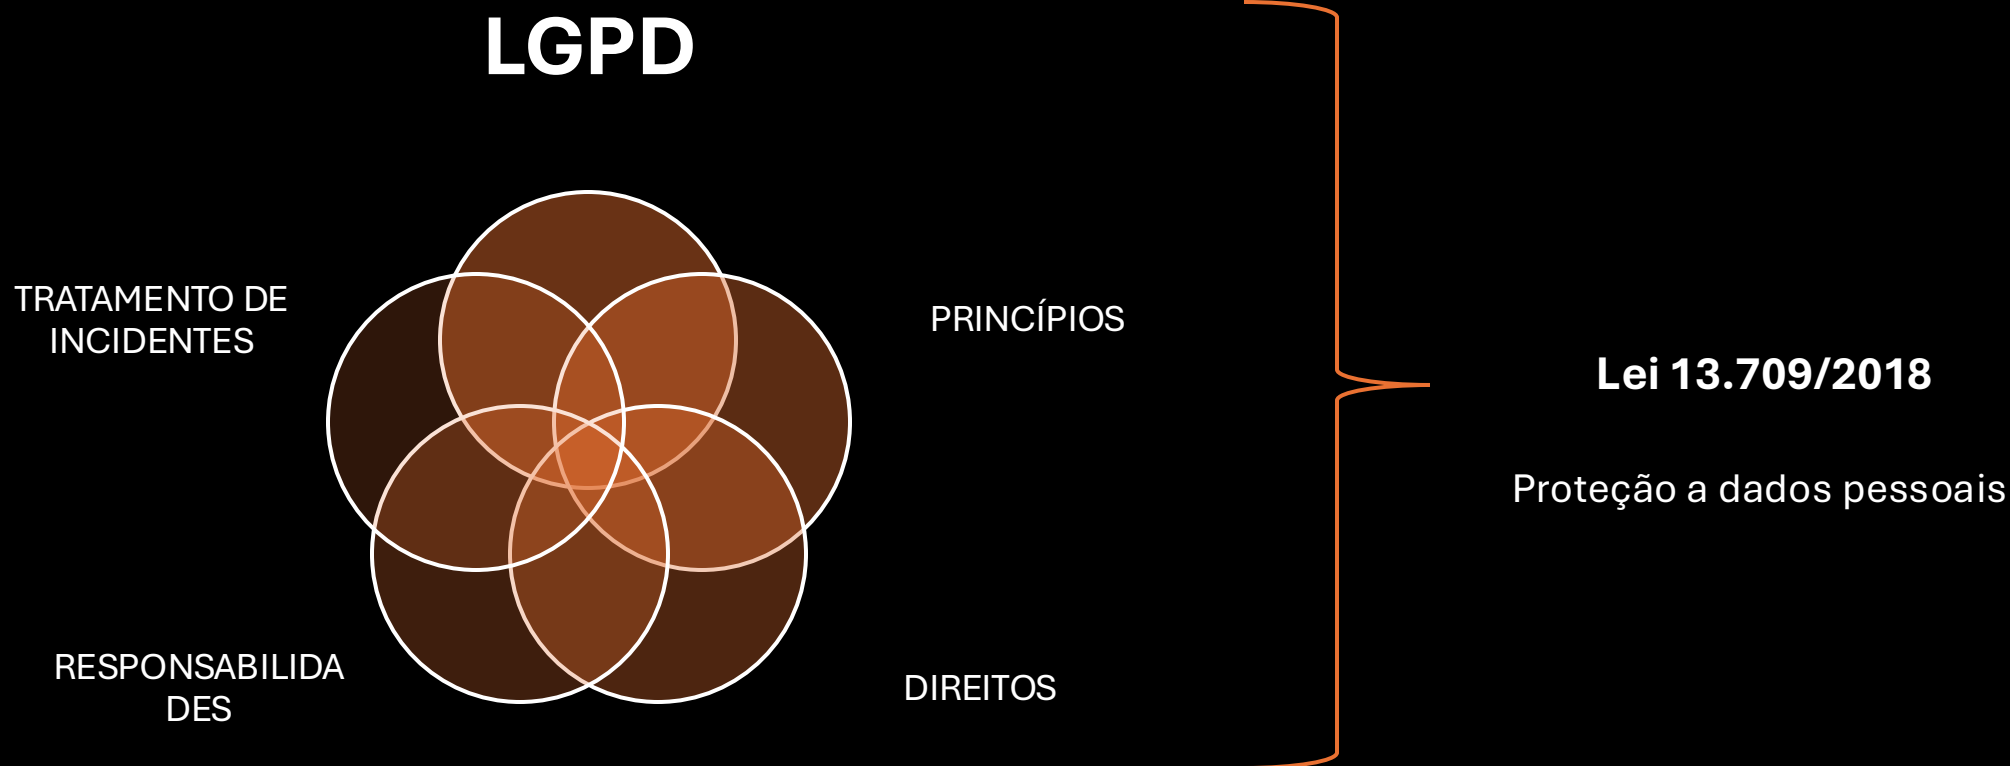 LGPD
TRATAMENTO DE
INCIDENTES
PRINCÍPIOS
RESPONSABILIDA
DES
DIREITOS
Lei 13.709/2018
Proteção a dados pessoais